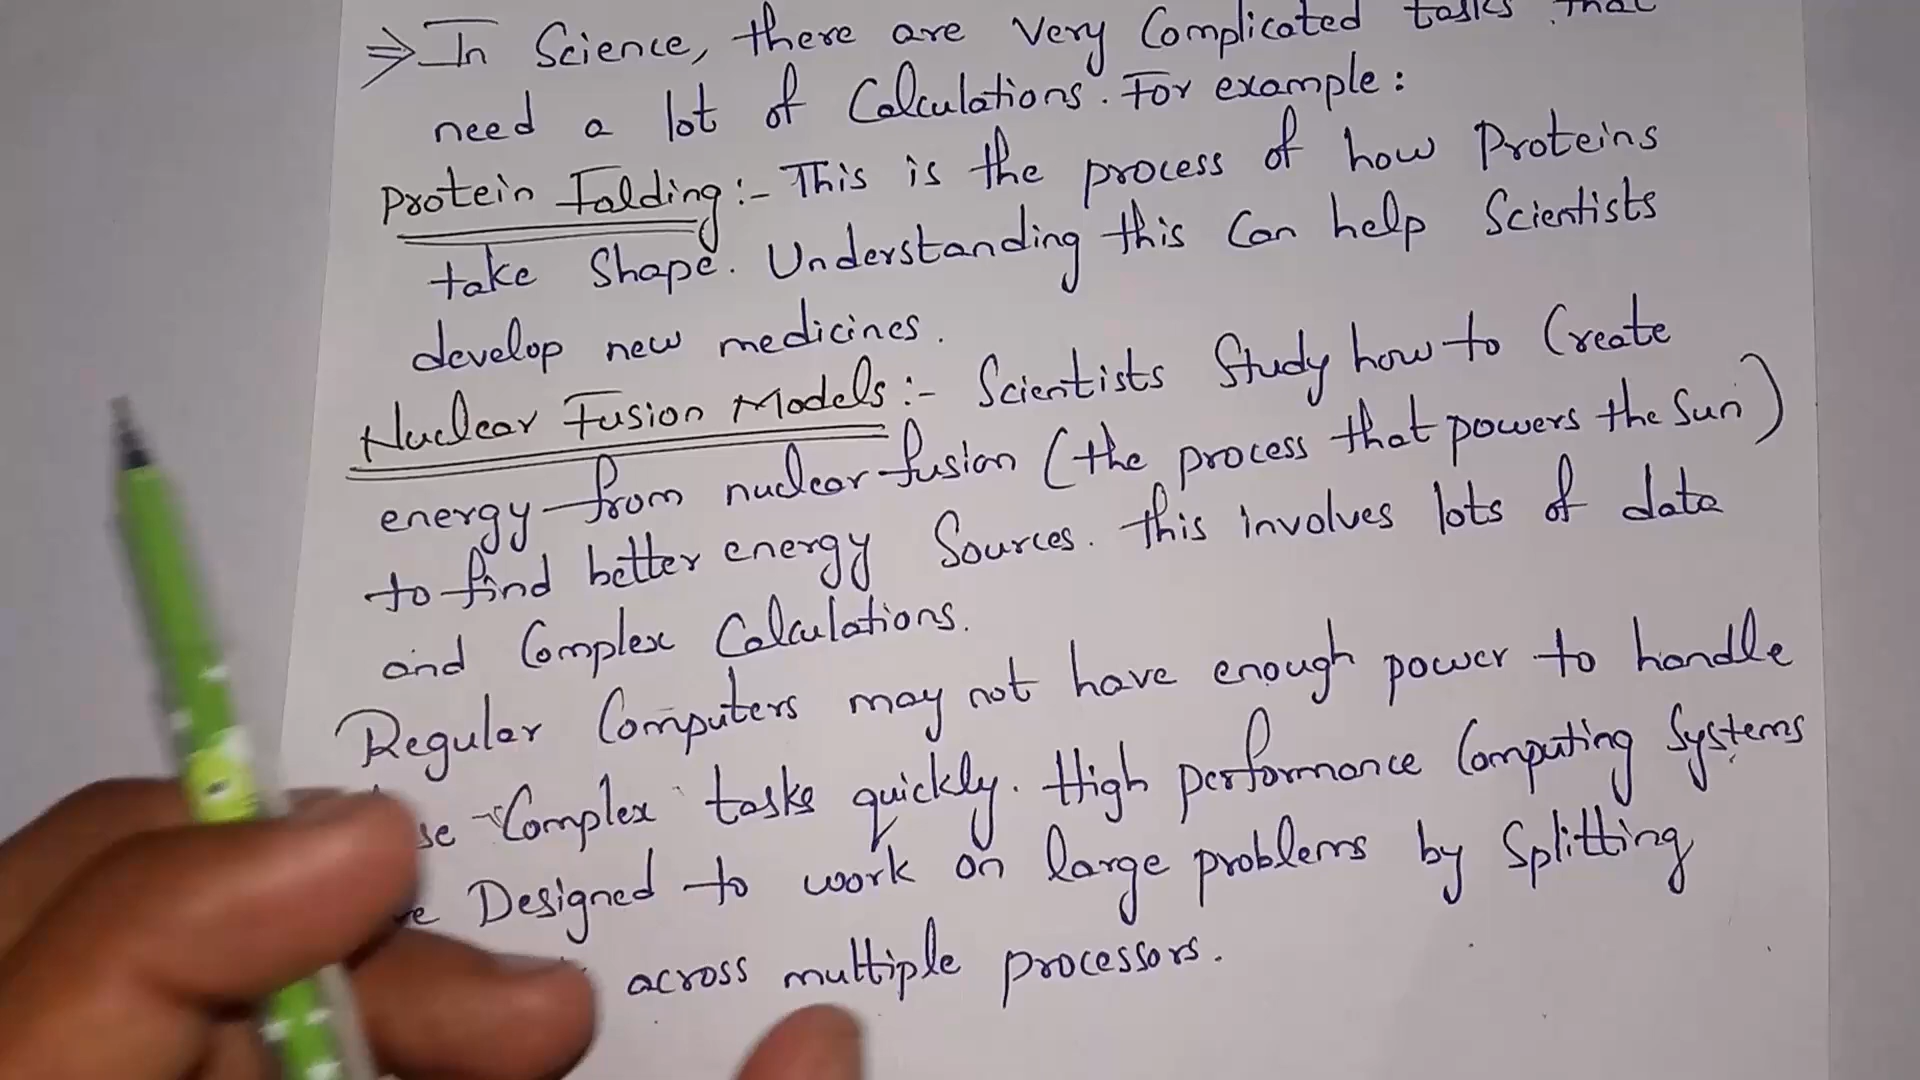 ⇒ In Science, there are very Complicated tasks that
need a lot of Calculations. For example:
Protein Folding:- This is the process of how Proteins
take Shape. Understanding this Can help Scientists
develop new medicines.
Nuclear Fusion Models:- Scientists Study how to Create
energy from nuclear fusion (the process that powers the Sun)
to find better energy Sources. this involves lots of data
and Complex Calculations.
Regular Computers may not have enough power to handle
Complex tasks quickly. High performance Computing Systems
Designed to work on large problems by Splitting
across multiple processors.